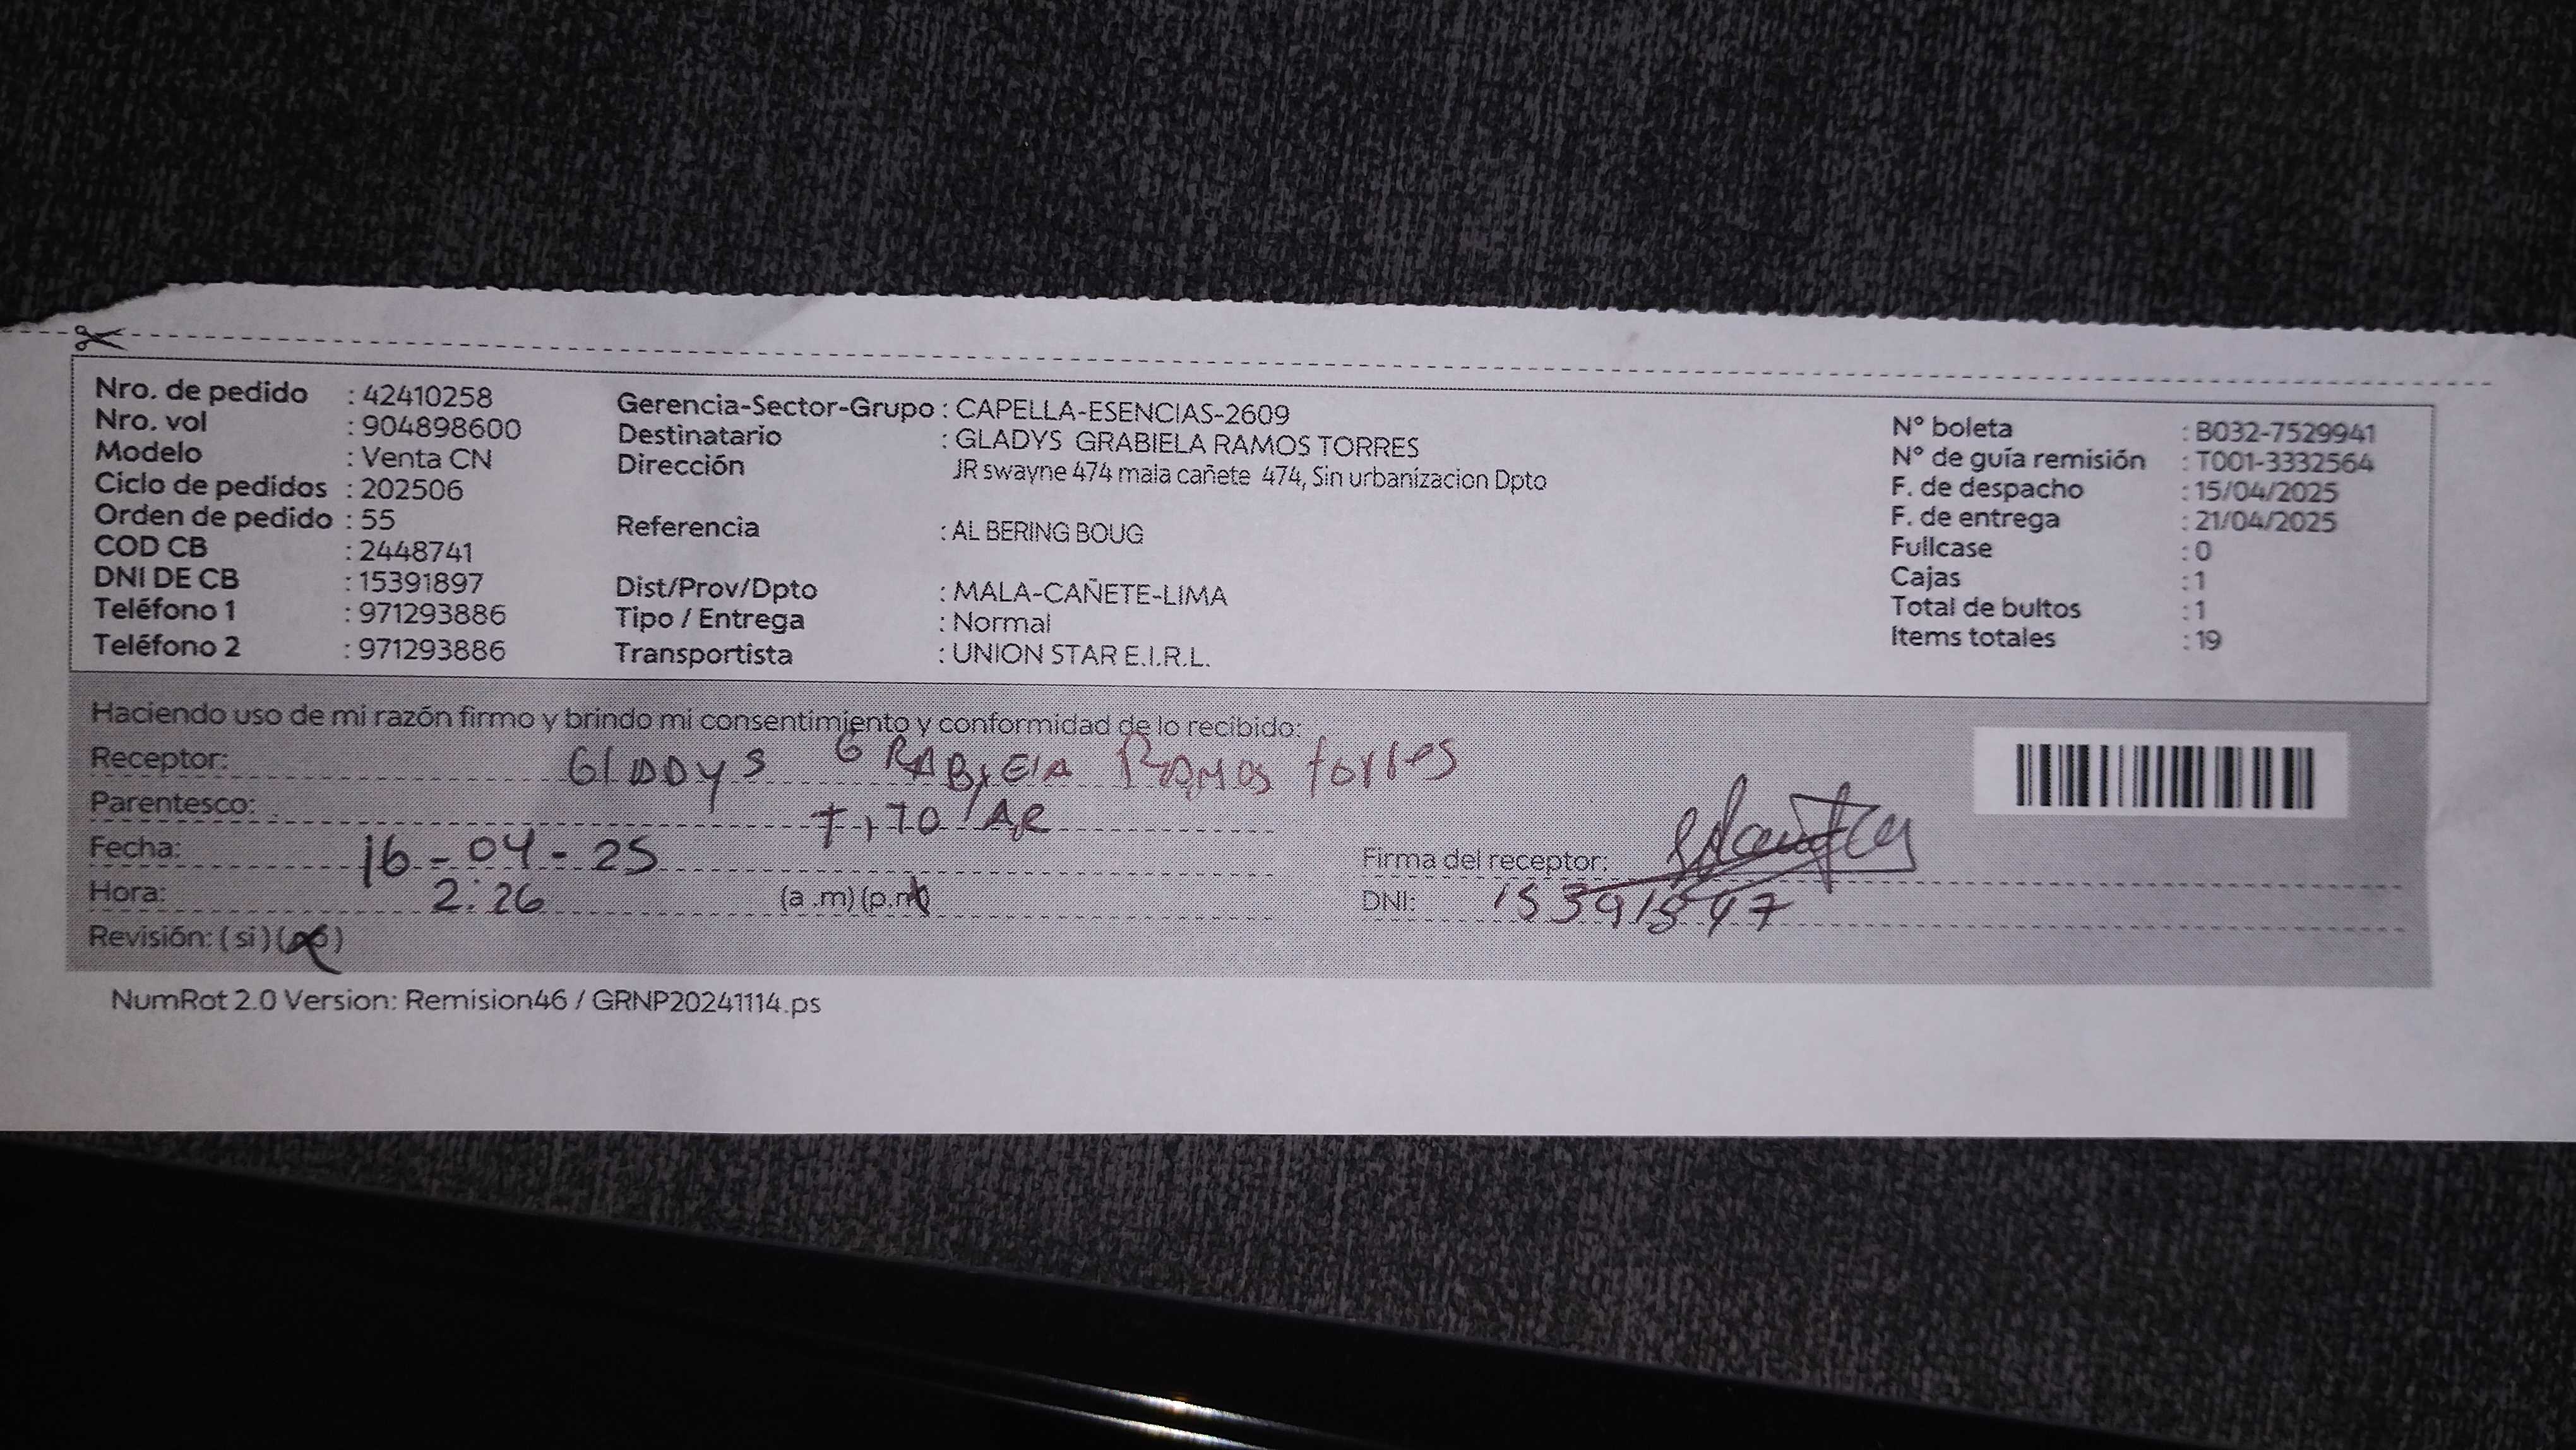 Nro. de pedido : 42410258
Nro. vol : 904898600
Modelo : Venta CN
Ciclo de pedidos : 202506
Orden de pedido : 55
COD CB : 2448741
DNI DE CB : 15391897
Teléfono 1 : 971293886
Teléfono 2 : 971293886
Gerencia-Sector-Grupo : CAPELLA-ESENCIAS-2609
Destinatario : GLADYS GRABIELA RAMOS TORRES
Dirección JR swayne 474 mala cañete 474, Sin urbanizacion Dpto
Referencia : AL BERING BOUG
Dist/Prov/Dpto : MALA-CAÑETE-LIMA
Tipo / Entrega : Normal
Transportista : UNION STAR E.I.R.L.
N° boleta : B032-7529941
N° de guía remisión : T001-3332564
F. de despacho : 15/04/2025
F. de entrega : 21/04/2025
Fullcase : 0
Cajas : 1
Total de bultos : 1
Items totales : 19
Haciendo uso de mi razón firmo y brindo mi consentimiento y conformidad de lo recibido:
Receptor: GlADyS GRABiElA RAMOS torres
Parentesco: TiTolAR
Fecha: 16-04-25
Hora: 2:26 (a .m) (p.m)
Revisión: (si) (no)
Firma del receptor:
DNI: 15391897
NumRot 2.0 Version: Remision46 / GRNP20241114.ps